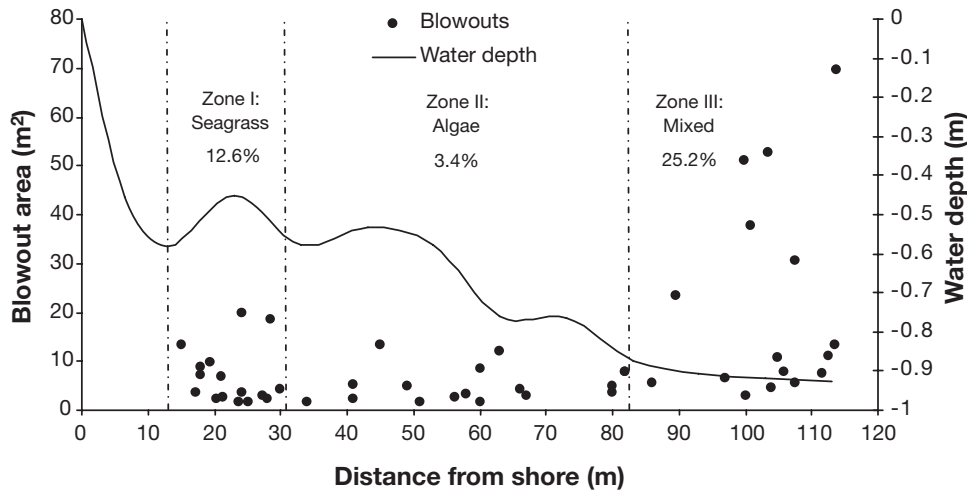 80
70
60
50
40
30
20
10
0
Blowout area (m²)
Blowouts
Water depth
Zone I:
Seagrass
12.6%
Zone II:
Algae
3.4%
Zone III:
Mixed
25.2%
0
-0.1
-0.2
-0.3
-0.4
-0.5
-0.6
-0.7
-0.8
-0.9
-1
Water depth (m)
0 10 20 30 40 50 60 70 80 90 100 110 120
Distance from shore (m)